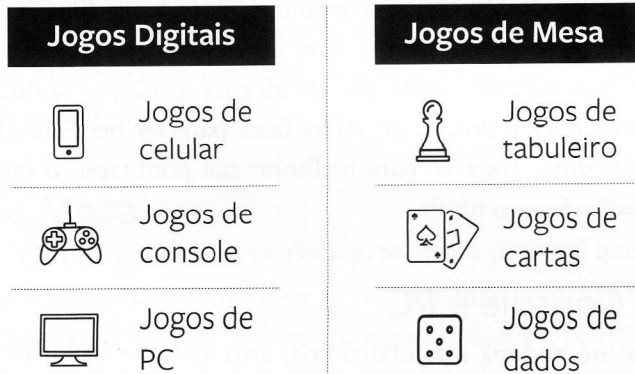 Jogos Digitais
Jogos de
celular
Jogos de
console
Jogos de
PC
Jogos de Mesa
Jogos de
tabuleiro
Jogos de
cartas
Jogos de
dados